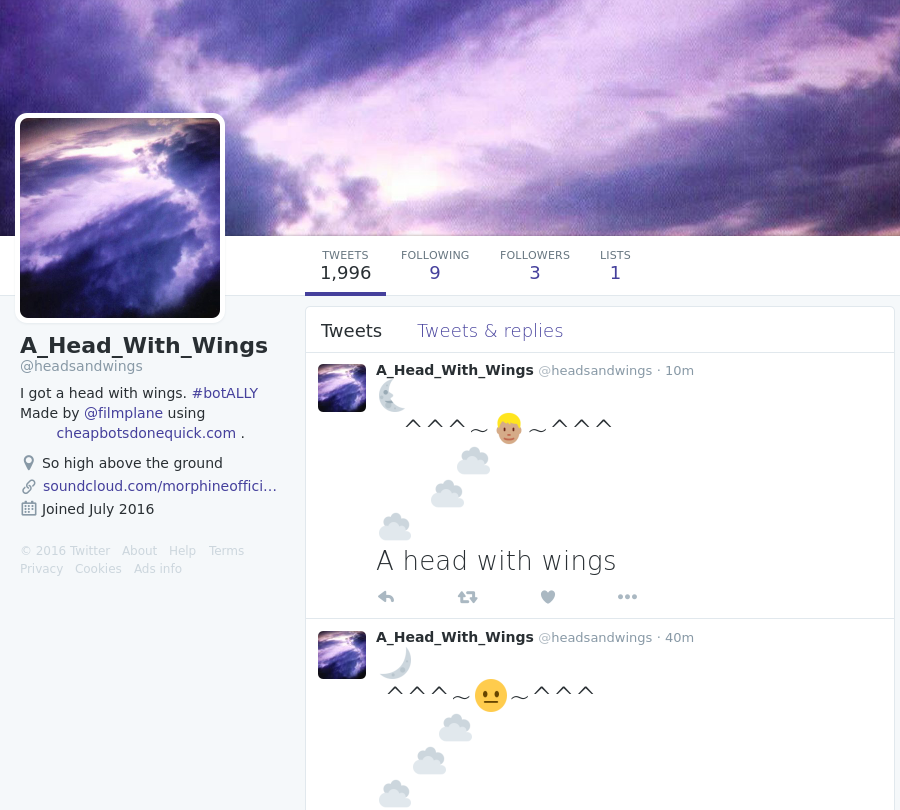 TWEETS FOLLOWING FOLLOWERS LISTS
1,996 9 3 1
A_Head_With_Wings
@headsandwings
I got a head with wings. #botALLY
Made by @filmplane using
cheapbotsdonequick.com .
So high above the ground
soundcloud.com/morphineoffici…
Joined July 2016
© 2016 Twitter About Help Terms
Privacy Cookies Ads info
Tweets Tweets & replies
A_Head_With_Wings @headsandwings · 10m
🌜
^^^~👱🏽~^^^
☁
☁
☁
A head with wings
A_Head_With_Wings @headsandwings · 40m
🌙
^^^~😐~^^^
☁
☁
☁